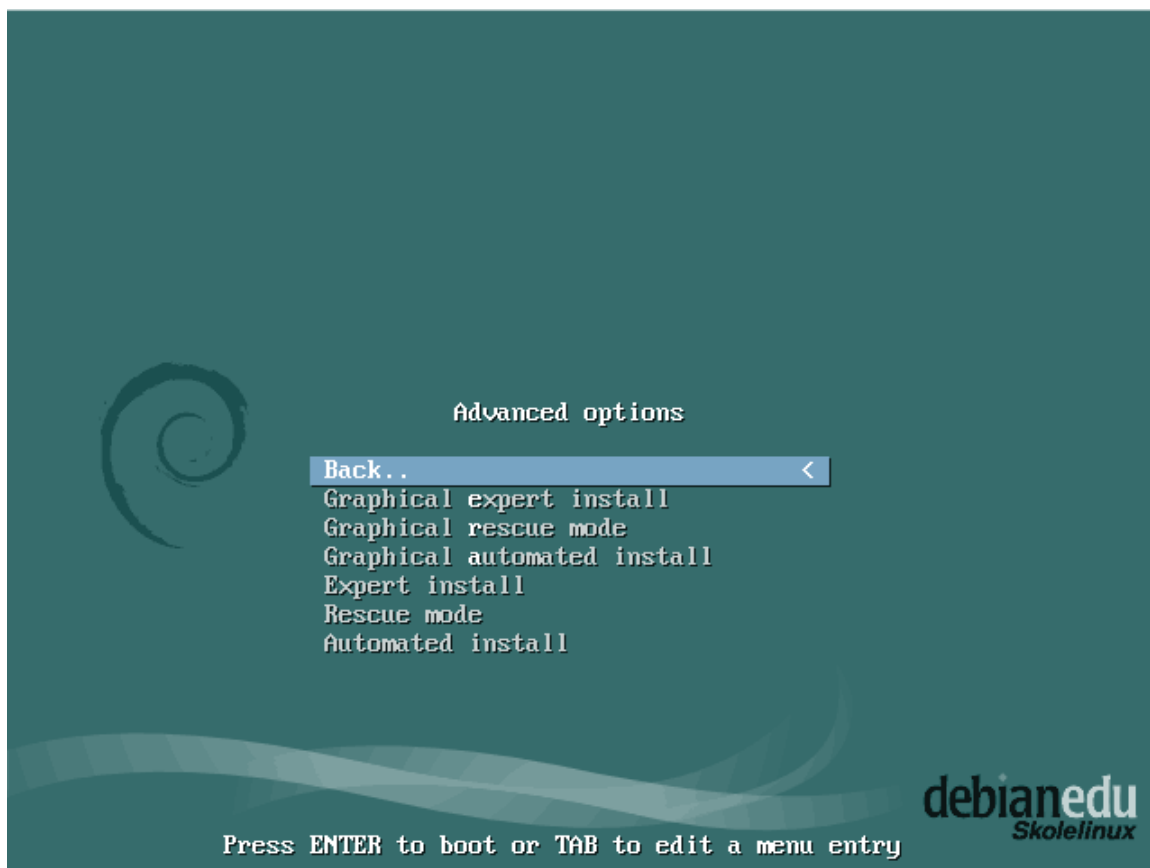 Advanced options
Back.. <
Graphical expert install
Graphical rescue mode
Graphical automated install
Expert install
Rescue mode
Automated install
debianedu
Skolelinux
Press ENTER to boot or TAB to edit a menu entry